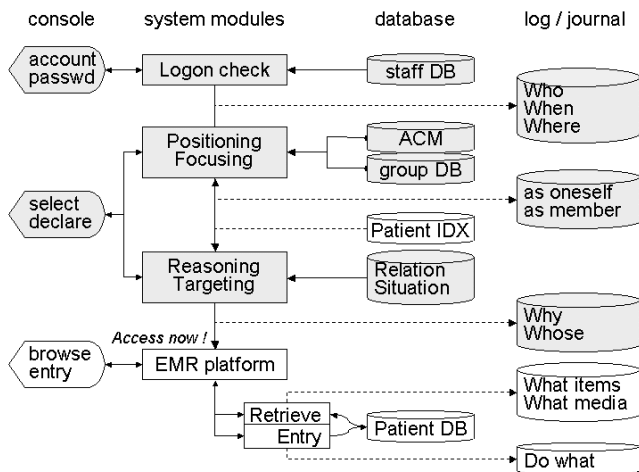 console system modules database log / journal
account
passwd
Logon check
staff DB
Who
When
Where
Positioning
Focusing
ACM
group DB
select
declare
as oneself
as member
Patient IDX
Reasoning
Targeting
Relation
Situation
Why
Whose
Access now !
browse
entry
EMR platform
What items
What media
Retrieve
Entry
Patient DB
Do what